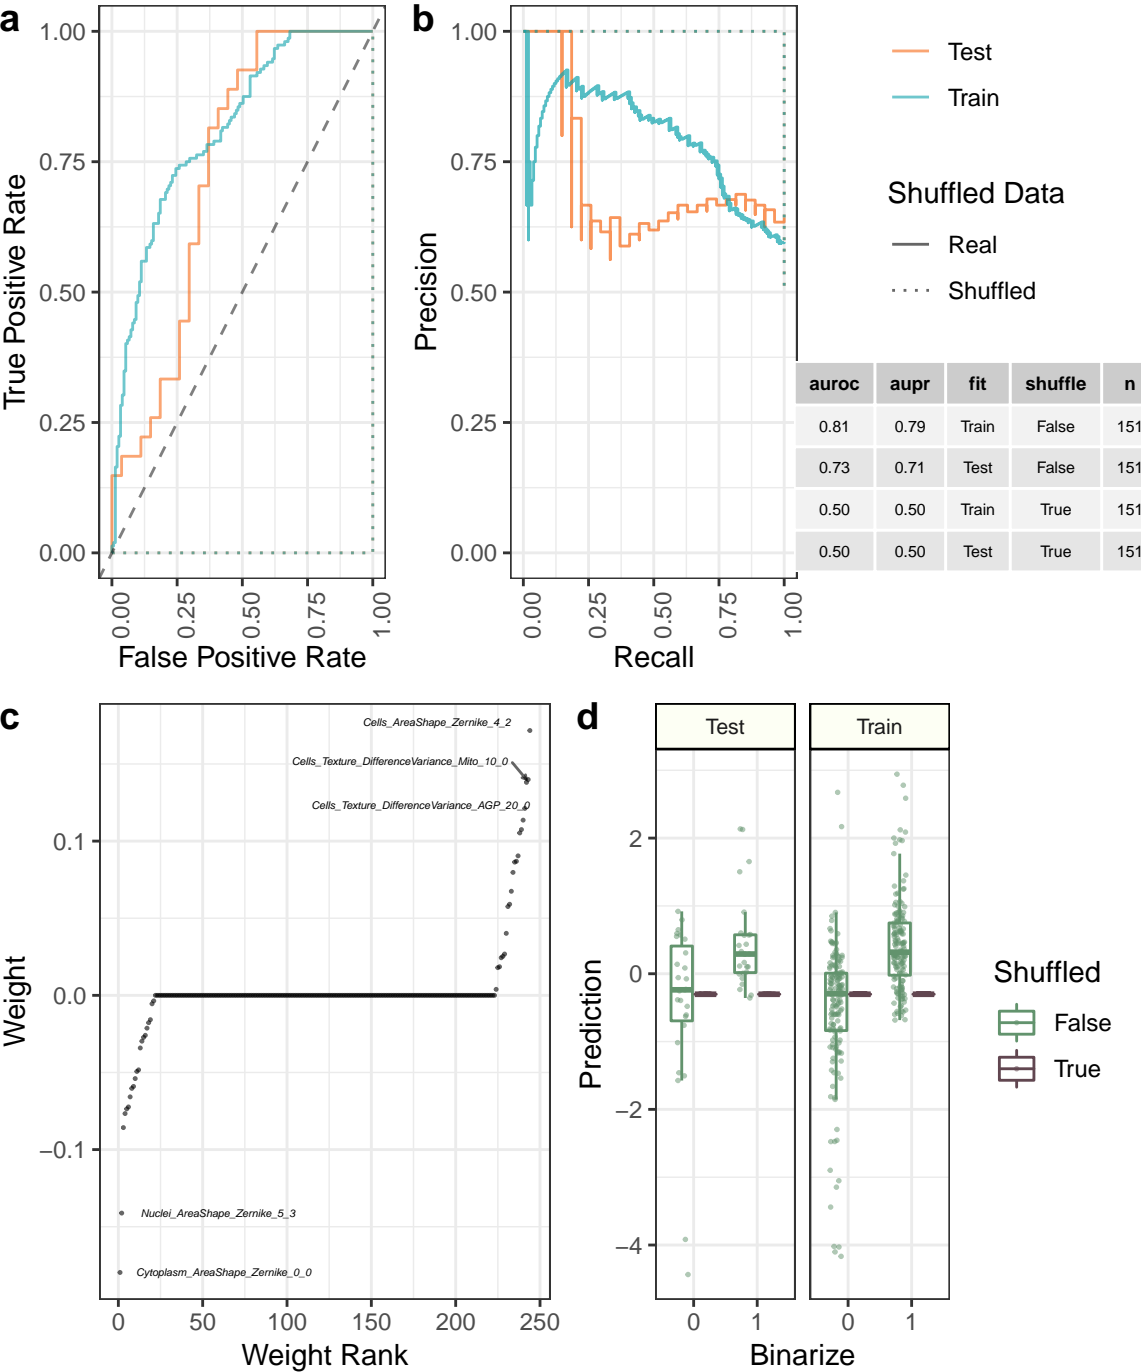 a
1.00
0.75
0.50
0.25
0.00
True Positive Rate
0.00
0.25
0.50
0.75
1.00
False Positive Rate
b
1.00
0.75
0.50
0.25
0.00
Precision
0.00
0.25
0.50
0.75
1.00
Recall
Test
Train
Shuffled Data
Real
Shuffled
auroc aupr fit shuffle n
0.81 0.79 Train False 151
0.73 0.71 Test False 151
0.50 0.50 Train True 151
0.50 0.50 Test True 151
c
Cells_AreaShape_Zernike_4_2
Cells_Texture_DifferenceVariance_Mito_10_0
Cells_Texture_DifferenceVariance_AGP_20_0
Nuclei_AreaShape_Zernike_5_3
Cytoplasm_AreaShape_Zernike_0_0
0.1
0.0
−0.1
Weight
0 50 100 150 200 250
Weight Rank
d
Test Train
2
0
−2
−4
Prediction
0 1 0 1
Binarize
Shuffled
False
True